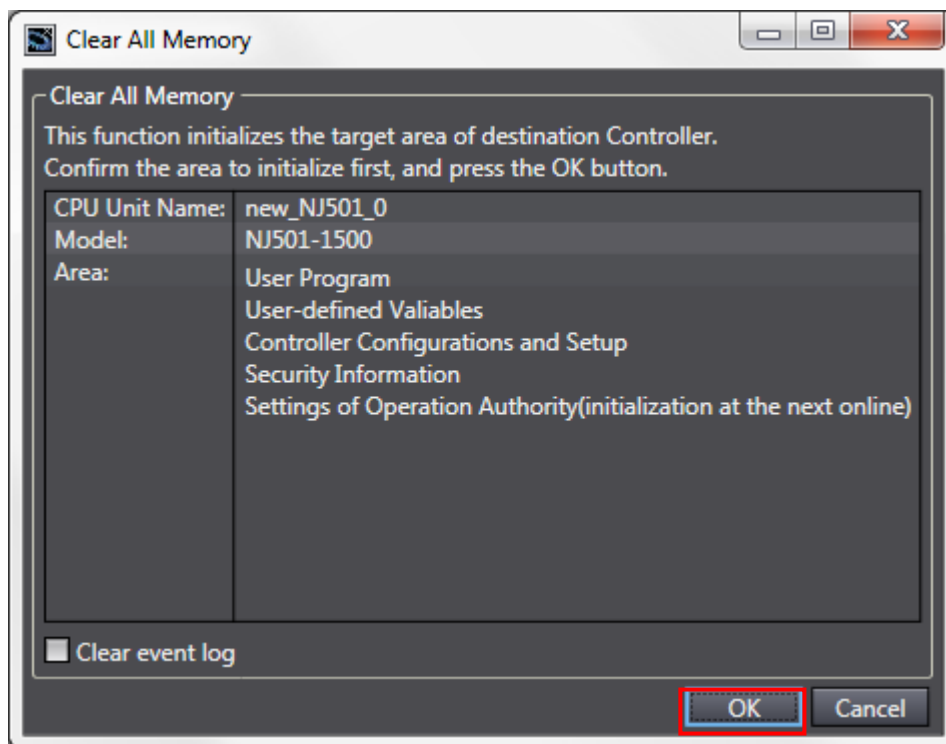 Clear All Memory
Clear All Memory
This function initializes the target area of destination Controller.
Confirm the area to initialize first, and press the OK button.
CPU Unit Name: new_NJ501_0
Model: NJ501-1500
Area: User Program
User-defined Valiables
Controller Configurations and Setup
Security Information
Settings of Operation Authority(initialization at the next online)
Clear event log
OK Cancel